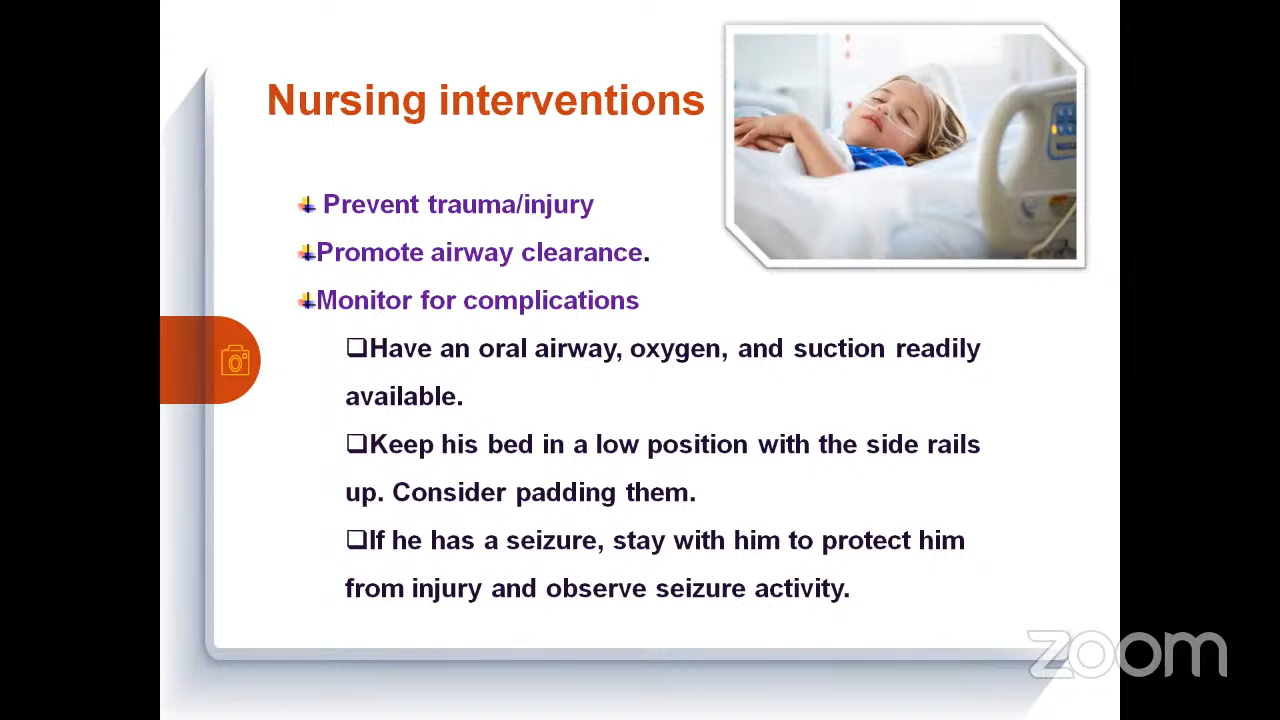 Nursing interventions
Prevent trauma/injury
Promote airway clearance.
Monitor for complications
❑Have an oral airway, oxygen, and suction readily
available.
❑Keep his bed in a low position with the side rails
up. Consider padding them.
❑If he has a seizure, stay with him to protect him
from injury and observe seizure activity.
zoom